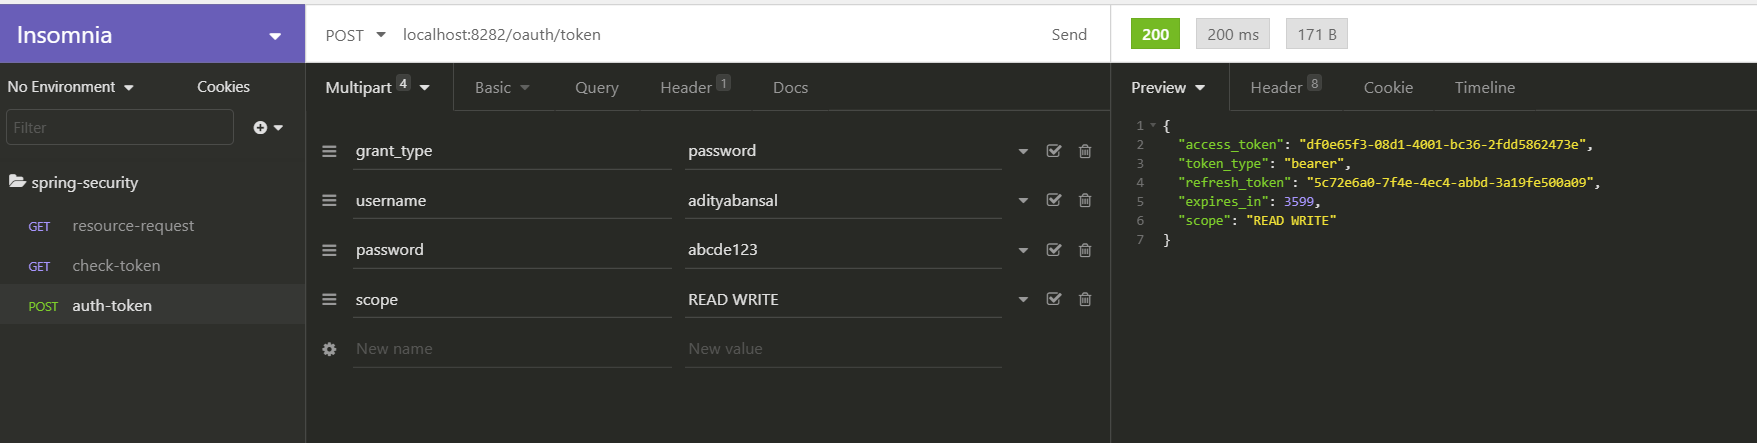 Insomnia
No Environment
Cookies
Filter
spring-security
GET resource-request
GET check-token
POST auth-token
POST localhost:8282/oauth/token Send
Multipart 4 Basic Query Header 1 Docs
grant_type password
username adityabansal
password abcde123
scope READ WRITE
New name New value
200 200 ms 171 B
Preview Header 8 Cookie Timeline
1 {
2 "access_token": "df0e65f3-08d1-4001-bc36-2fdd5862473e",
3 "token_type": "bearer",
4 "refresh_token": "5c72e6a0-7f4e-4ec4-abbd-3a19fe500a09",
5 "expires_in": 3599,
6 "scope": "READ WRITE"
7 }